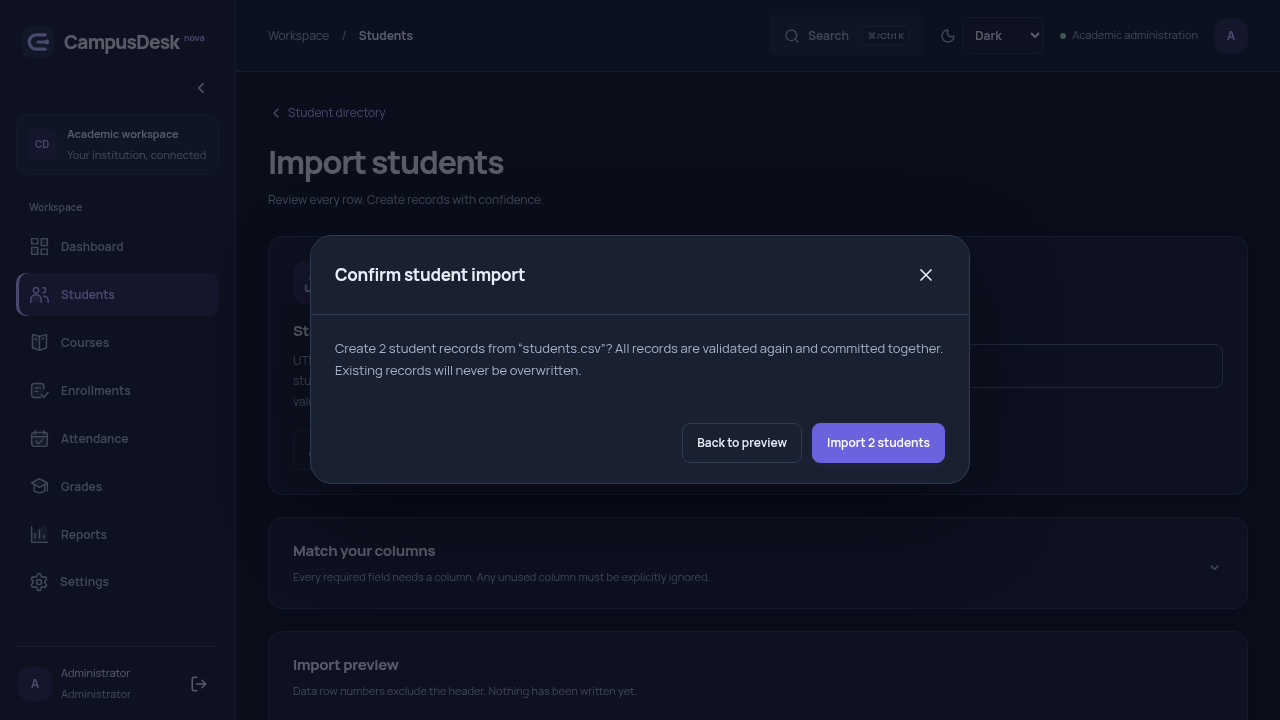 CampusDesk nova
Workspace / Students
Search ⌘/Ctrl K
Dark
Academic administration
A
CD
Academic workspace
Your institution, connected
Workspace
Dashboard
Students
Courses
Enrollments
Attendance
Grades
Reports
Settings
A
Administrator
Administrator
Student directory
Import students
Review every row. Create records with confidence.
Confirm student import
Create 2 student records from “students.csv”? All records are validated again and committed together.
Existing records will never be overwritten.
Back to preview
Import 2 students
Match your columns
Every required field needs a column. Any unused column must be explicitly ignored.
Import preview
Data row numbers exclude the header. Nothing has been written yet.